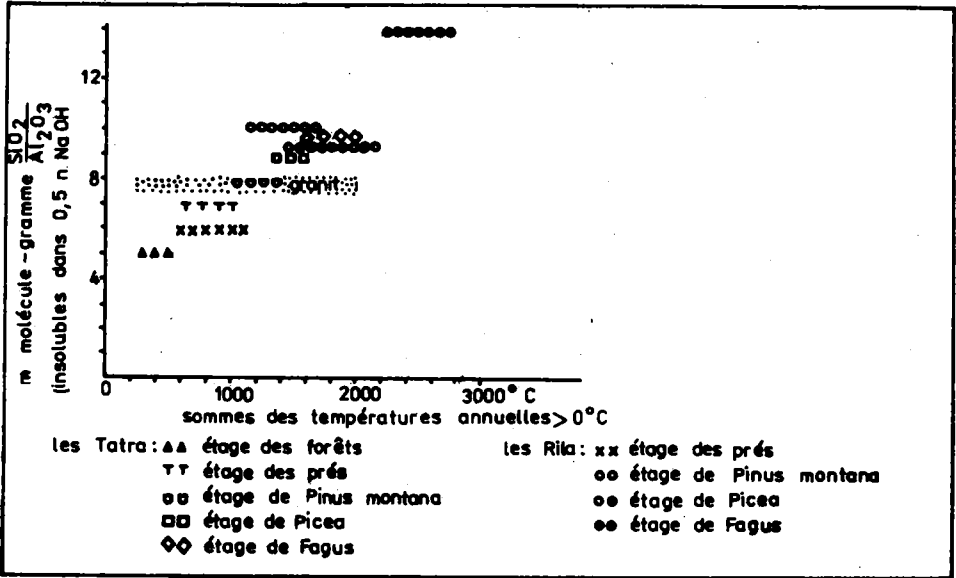 m molécule-gramme SiO2/Al2O3
(insolubles dans 0,5 n. NaOH
12
8
4
granit
0 1000 2000 3000°C
sommes des températures annuelles>0°C
les Tatra: ▲▲ étage des forêts
TT étage des prés
étage de Pinus montana
□□ étage de Picea
◇◇ étage de Fagus
les Rila: xx étage des prés
oo étage de Pinus montana
o● étage de Picea
●● étage de Fagus